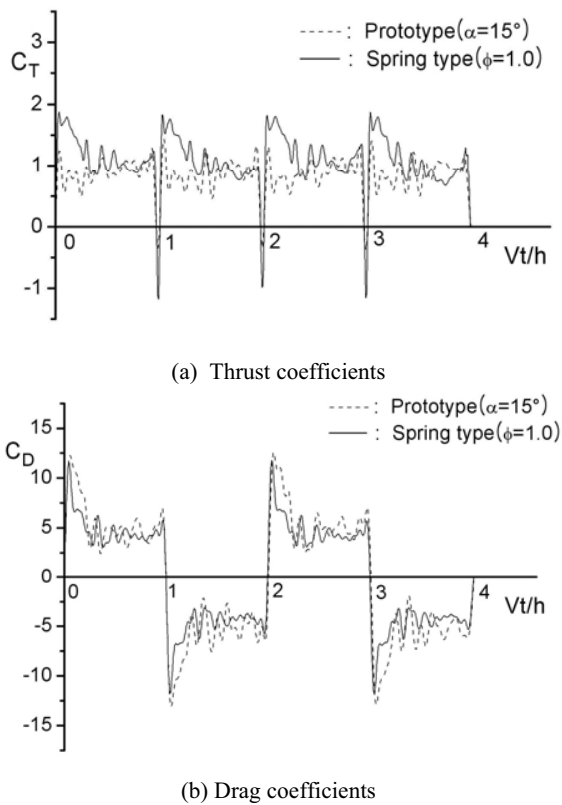 ----- : Prototype(α=15°)
—— : Spring type(ϕ=1.0)
C_T
3
2
1
0
-1
0 1 2 3 4
Vt/h
(a) Thrust coefficients
----- : Prototype(α=15°)
—— : Spring type(ϕ=1.0)
C_D
15
10
5
0
-5
-10
-15
0 1 2 3 4
Vt/h
(b) Drag coefficients